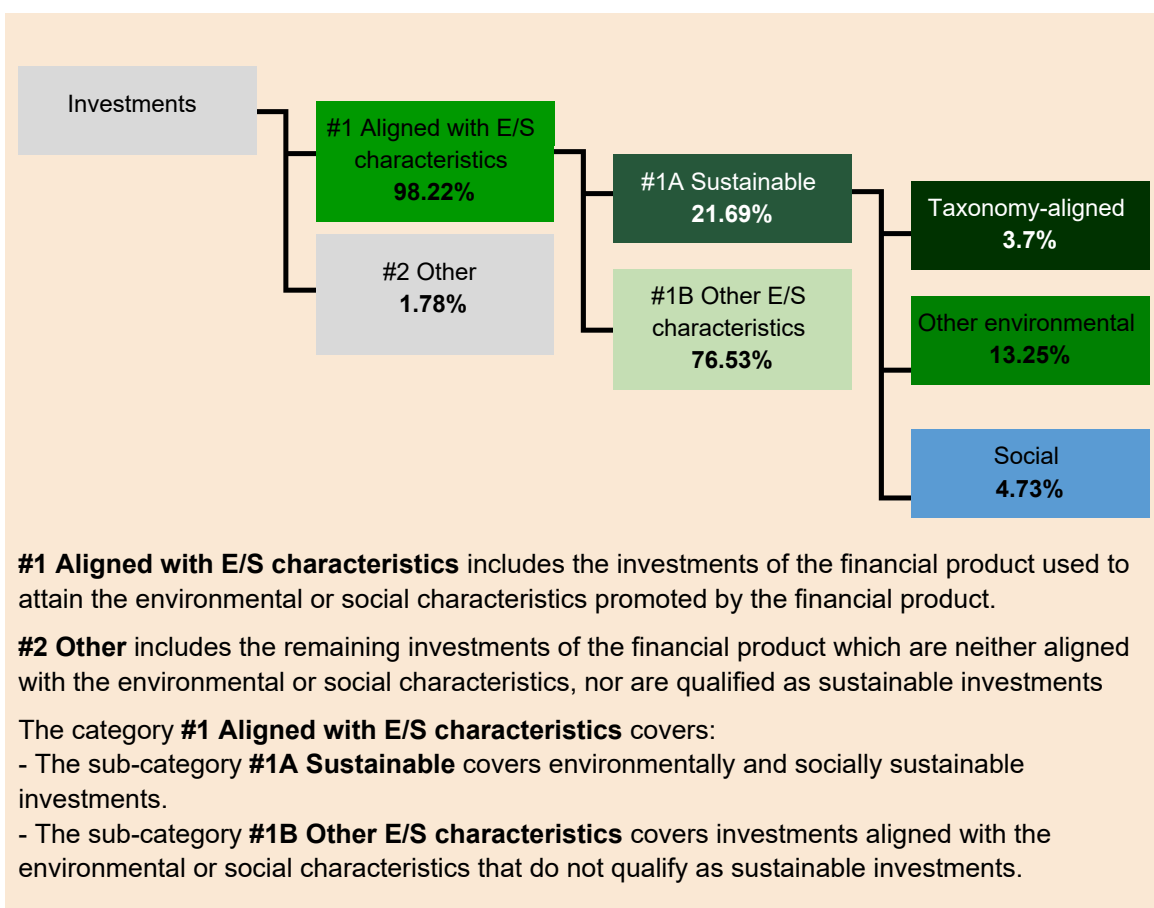 Investments
#1 Aligned with E/S
characteristics
98.22%
#2 Other
1.78%
#1A Sustainable
21.69%
#1B Other E/S
characteristics
76.53%
Taxonomy-aligned
3.7%
Other environmental
13.25%
Social
4.73%
#1 Aligned with E/S characteristics includes the investments of the financial product used to
attain the environmental or social characteristics promoted by the financial product.
#2 Other includes the remaining investments of the financial product which are neither aligned
with the environmental or social characteristics, nor are qualified as sustainable investments
The category #1 Aligned with E/S characteristics covers:
- The sub-category #1A Sustainable covers environmentally and socially sustainable
investments.
- The sub-category #1B Other E/S characteristics covers investments aligned with the
environmental or social characteristics that do not qualify as sustainable investments.